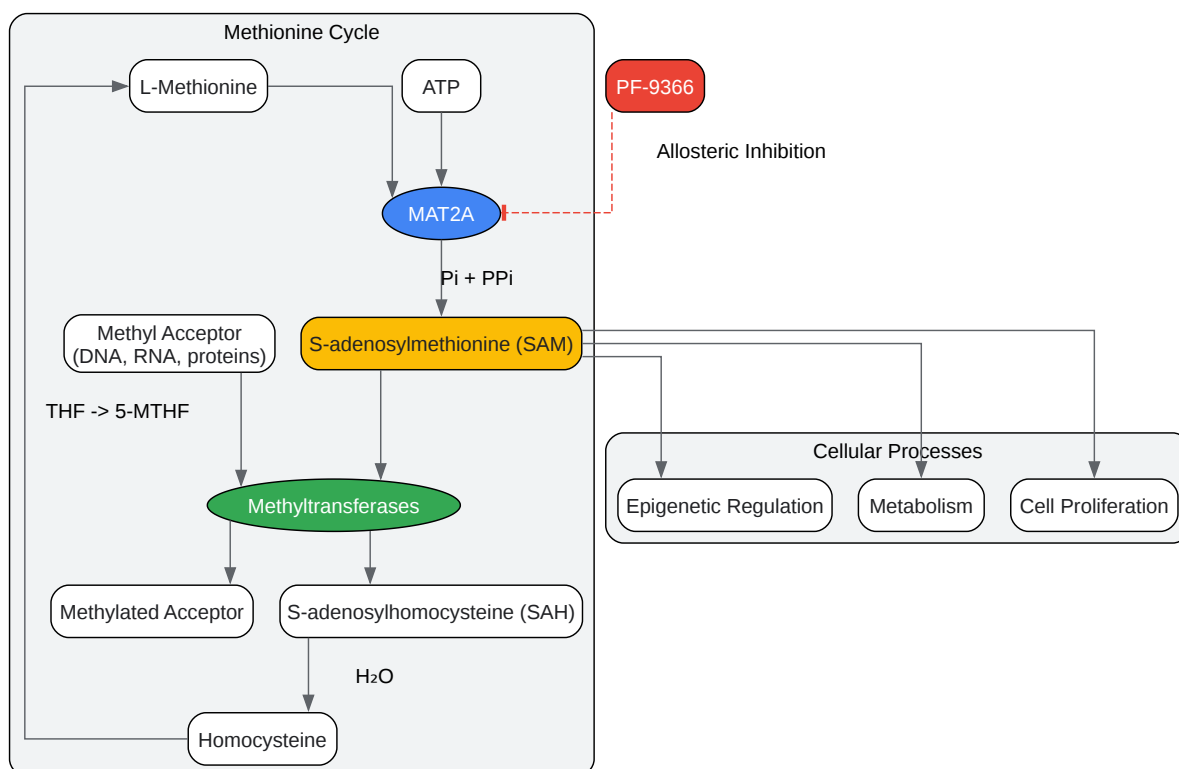 Methionine Cycle
L-Methionine
ATP
PF-9366
Allosteric Inhibition
MAT2A
Pi + PPi
Methyl Acceptor
(DNA, RNA, proteins)
S-adenosylmethionine (SAM)
THF -> 5-MTHF
Cellular Processes
Epigenetic Regulation
Metabolism
Cell Proliferation
Methyltransferases
Methylated Acceptor
S-adenosylhomocysteine (SAH)
H₂O
Homocysteine